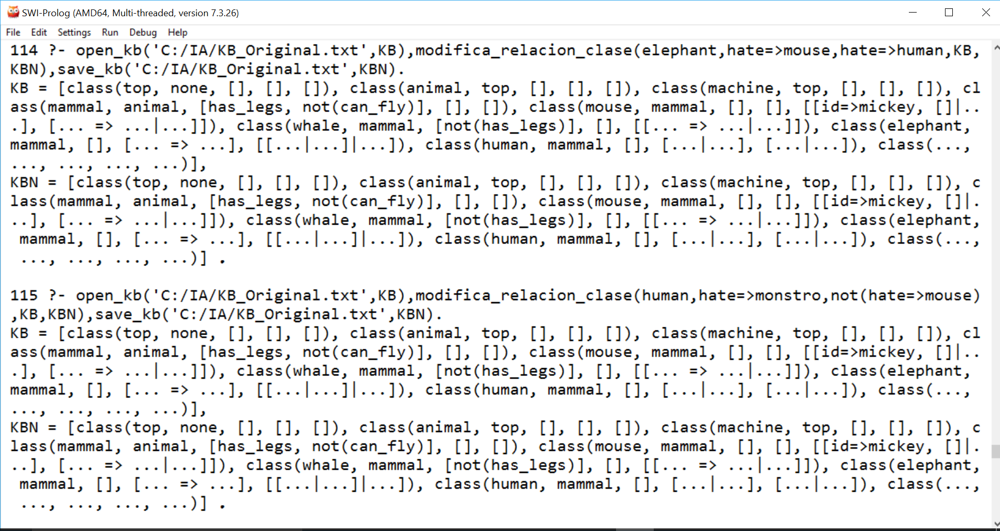 SWI-Prolog (AMD64, Multi-threaded, version 7.3.26)
File Edit Settings Run Debug Help
114 ?- open_kb('C:/IA/KB_Original.txt',KB),modifica_relacion_clase(elephant,hate=>mouse,hate=>human,KB,
KBN),save_kb('C:/IA/KB_Original.txt',KBN).
KB = [class(top, none, [], [], []), class(animal, top, [], [], []), class(machine, top, [], [], []), cl
ass(mammal, animal, [has_legs, not(can_fly)], [], []), class(mouse, mammal, [], [], [[id=>mickey, []|..
.], [... => ...|...]]), class(whale, mammal, [not(has_legs)], [], [[... => ...|...]]), class(elephant,
mammal, [], [... => ...], [[...|...]|...]), class(human, mammal, [], [...|...], [...|...]), class(...,
..., ..., ..., ...)],
KBN = [class(top, none, [], [], []), class(animal, top, [], [], []), class(machine, top, [], [], []), c
lass(mammal, animal, [has_legs, not(can_fly)], [], []), class(mouse, mammal, [], [], [[id=>mickey, []|.
..], [... => ...|...]]), class(whale, mammal, [not(has_legs)], [], [[... => ...|...]]), class(elephant,
mammal, [], [... => ...], [[...|...]|...]), class(human, mammal, [], [...|...], [...|...]), class(...,
..., ..., ..., ...)] .
115 ?- open_kb('C:/IA/KB_Original.txt',KB),modifica_relacion_clase(human,hate=>monstro,not(hate=>mouse)
,KB,KBN),save_kb('C:/IA/KB_Original.txt',KBN).
KB = [class(top, none, [], [], []), class(animal, top, [], [], []), class(machine, top, [], [], []), cl
ass(mammal, animal, [has_legs, not(can_fly)], [], []), class(mouse, mammal, [], [], [[id=>mickey, []|..
.], [... => ...|...]]), class(whale, mammal, [not(has_legs)], [], [[... => ...|...]]), class(elephant,
mammal, [], [... => ...], [[...|...]|...]), class(human, mammal, [], [...|...], [...|...]), class(...,
..., ..., ..., ...)],
KBN = [class(top, none, [], [], []), class(animal, top, [], [], []), class(machine, top, [], [], []), c
lass(mammal, animal, [has_legs, not(can_fly)], [], []), class(mouse, mammal, [], [], [[id=>mickey, []|.
..], [... => ...|...]]), class(whale, mammal, [not(has_legs)], [], [[... => ...|...]]), class(elephant,
mammal, [], [... => ...], [[...|...]|...]), class(human, mammal, [], [...|...], [...|...]), class(...,
..., ..., ..., ...)] .